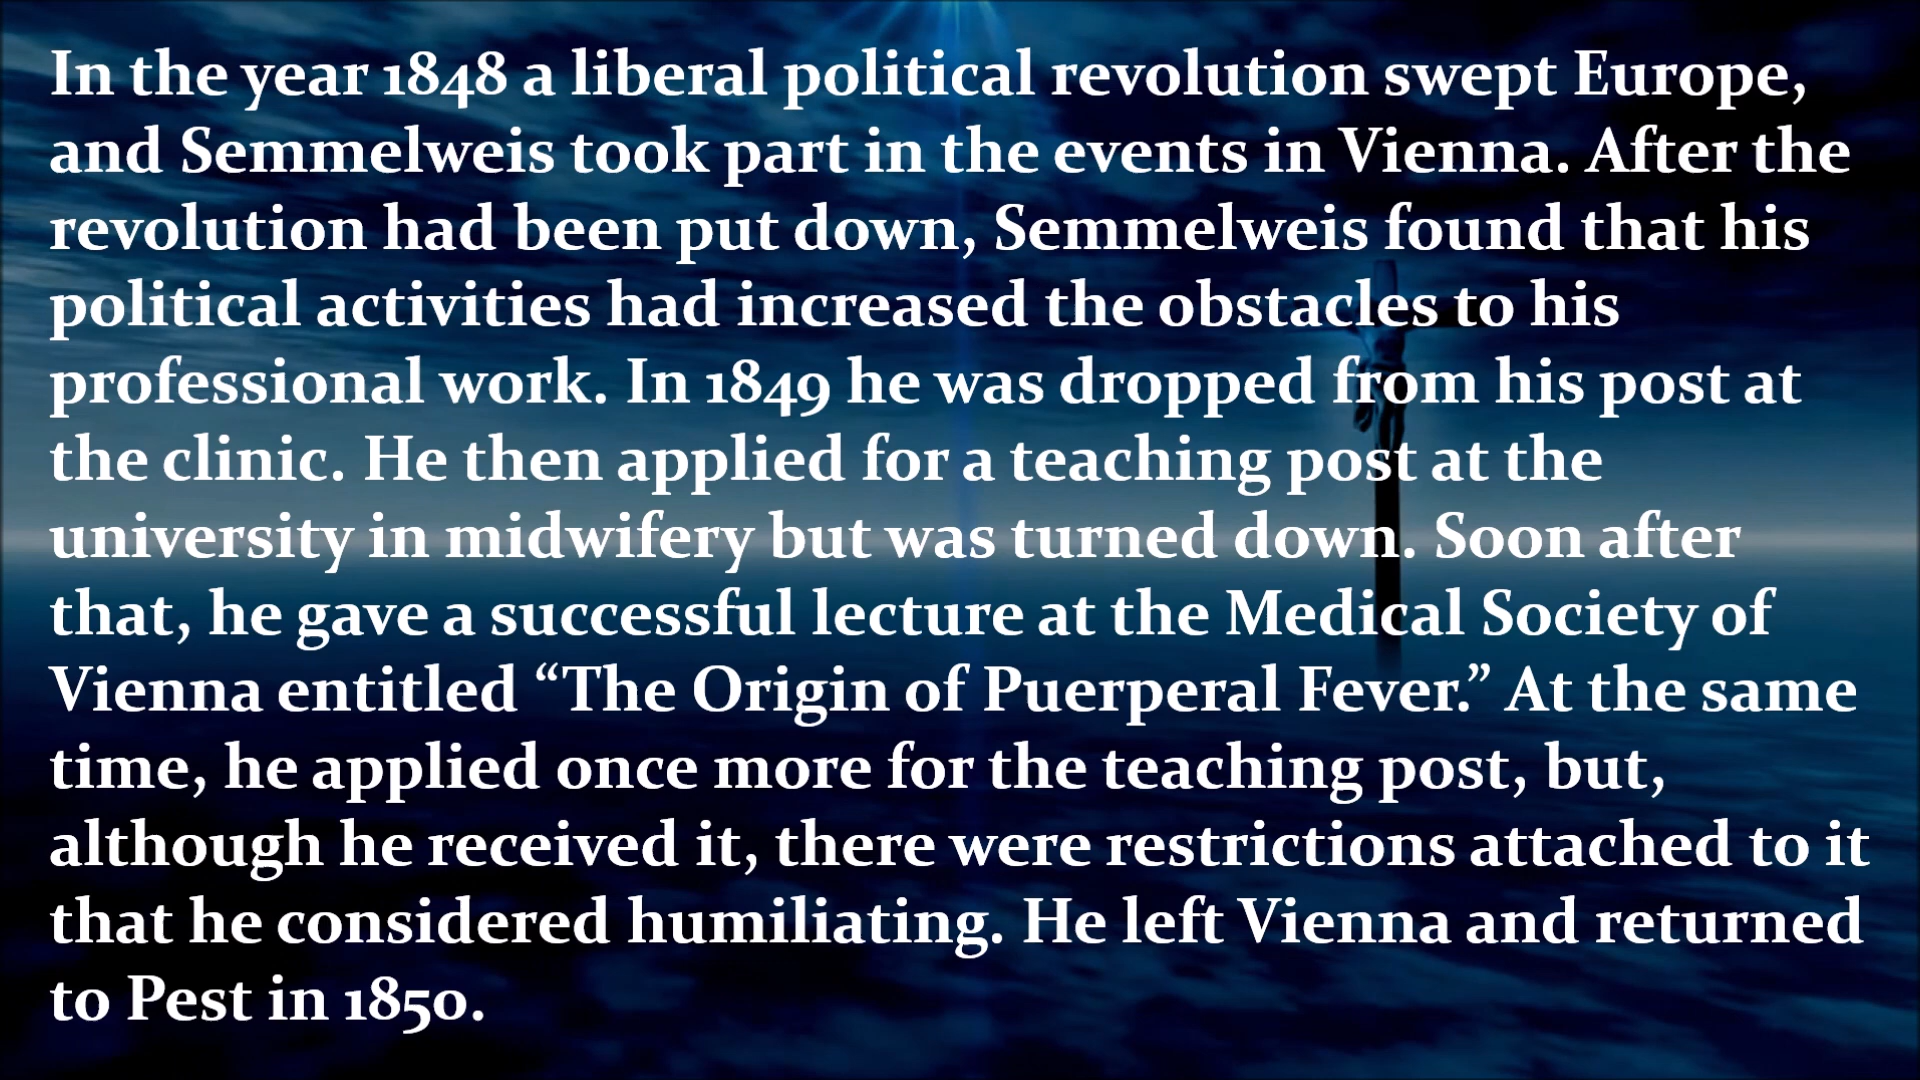 In the year 1848 a liberal political revolution swept Europe,
and Semmelweis took part in the events in Vienna. After the
revolution had been put down, Semmelweis found that his
political activities had increased the obstacles to his
professional work. In 1849 he was dropped from his post at
the clinic. He then applied for a teaching post at the
university in midwifery but was turned down. Soon after
that, he gave a successful lecture at the Medical Society of
Vienna entitled “The Origin of Puerperal Fever.” At the same
time, he applied once more for the teaching post, but,
although he received it, there were restrictions attached to it
that he considered humiliating. He left Vienna and returned
to Pest in 1850.